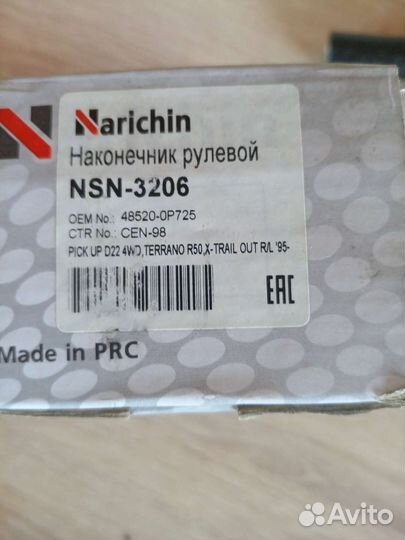 Narichin
Наконечник рулевой
NSN-3206
OEM No.: 48520-0P725
CTR No.: CEN-98
PICK UP D22 4WD,TERRANO R50,X-TRAIL OUT R/L '95-
EAC
Made in PRC
Avito